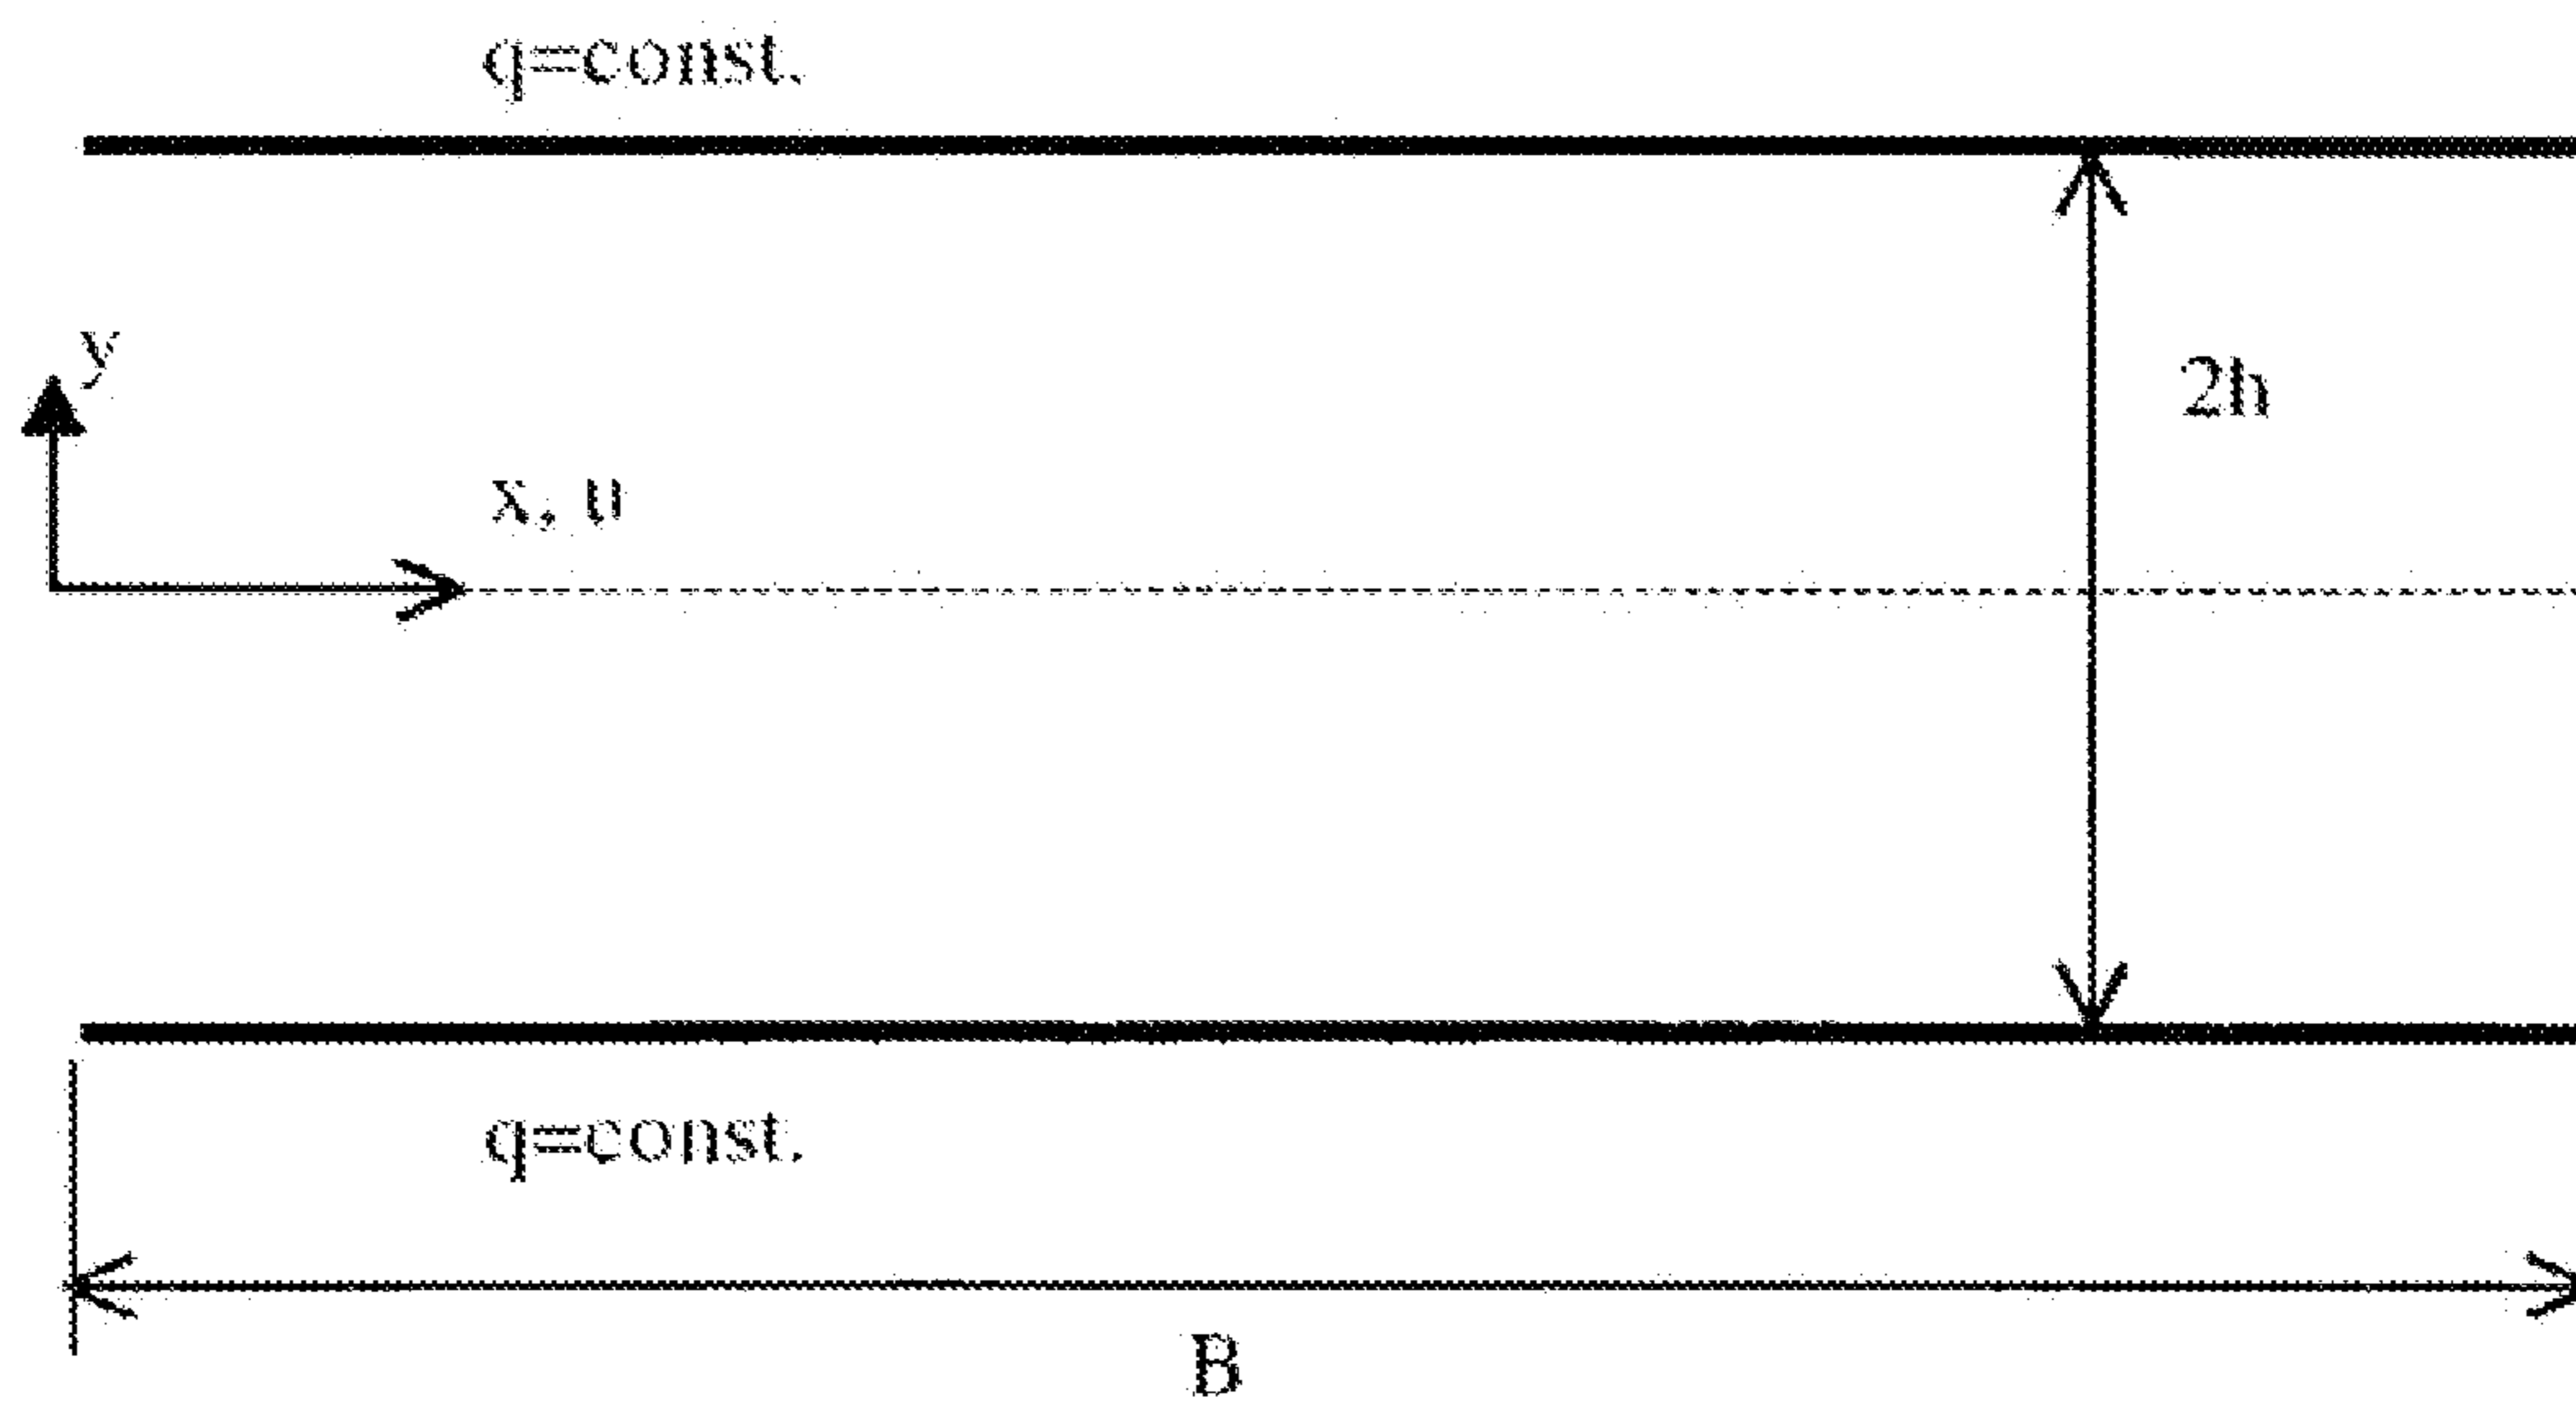 q=const.
y
x, u
2h
q=const.
B